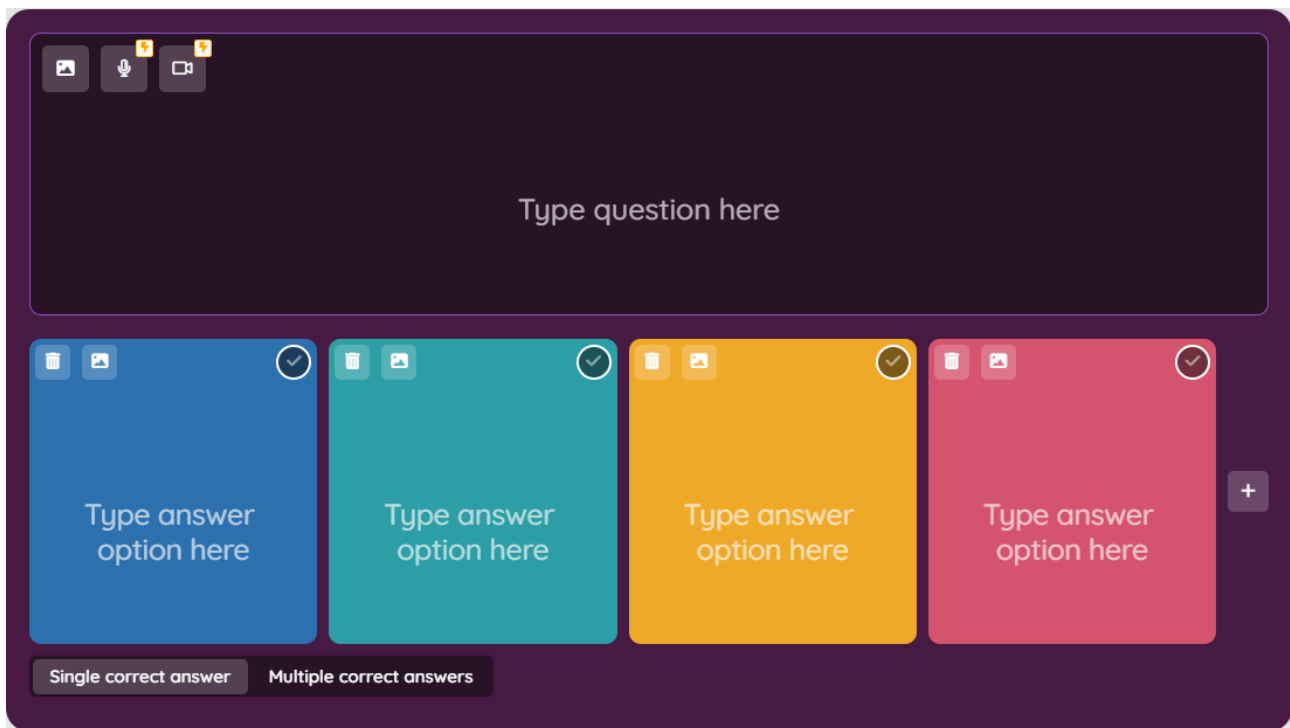 Type question here
Type answer
option here
Type answer
option here
Type answer
option here
Type answer
option here
Single correct answer
Multiple correct answers